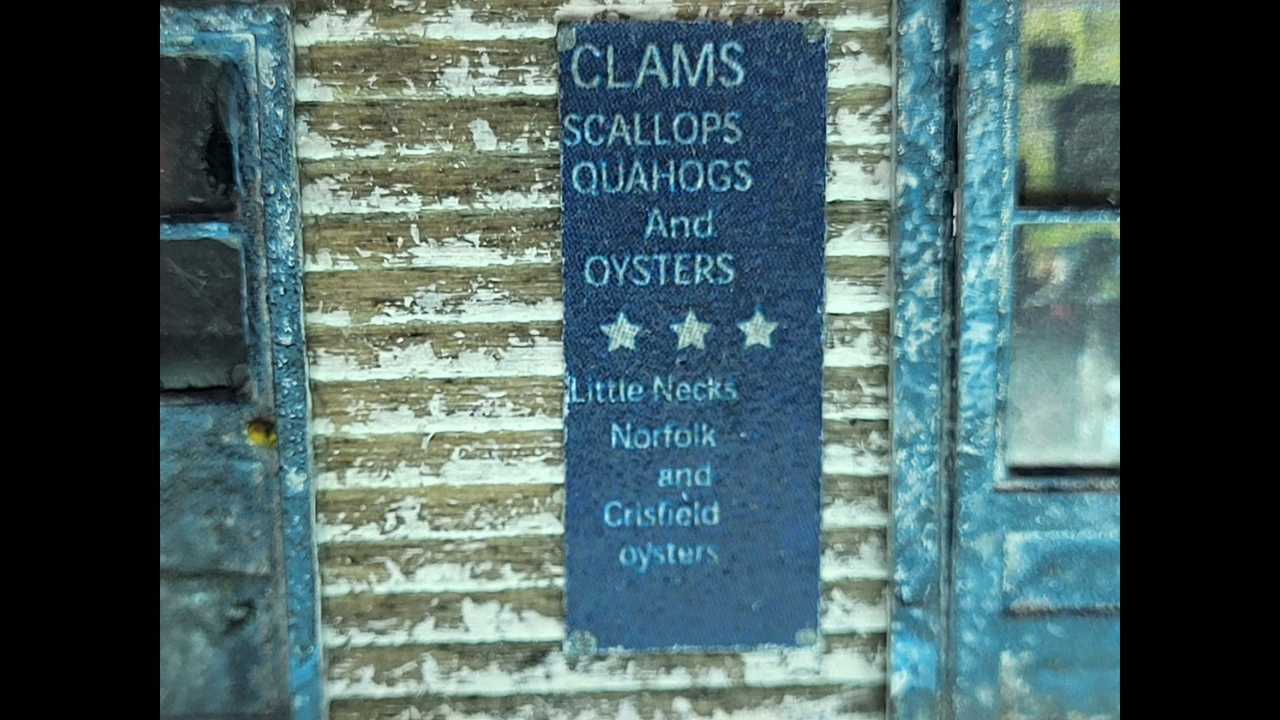 CLAMS
SCALLOPS
QUAHOGS
And
OYSTERS
Little Necks
Norfolk
and
Crisfield
oysters